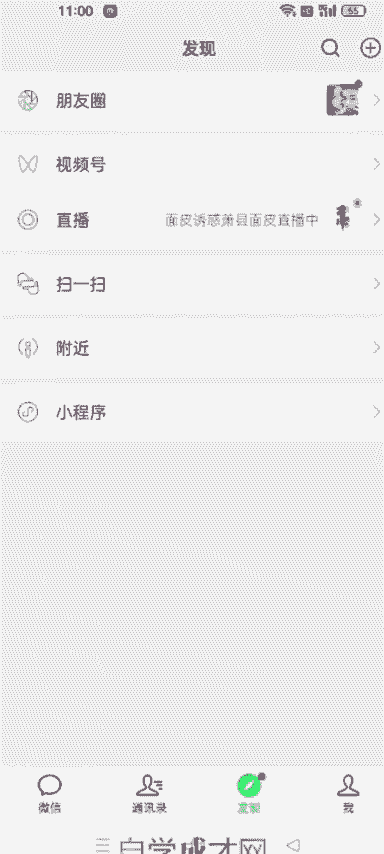 11:00 55
发现
朋友圈
视频号
直播 面皮诱惑萧县面皮直播中
扫一扫
附近
小程序
微信 通讯录 发现 我
自学成才网